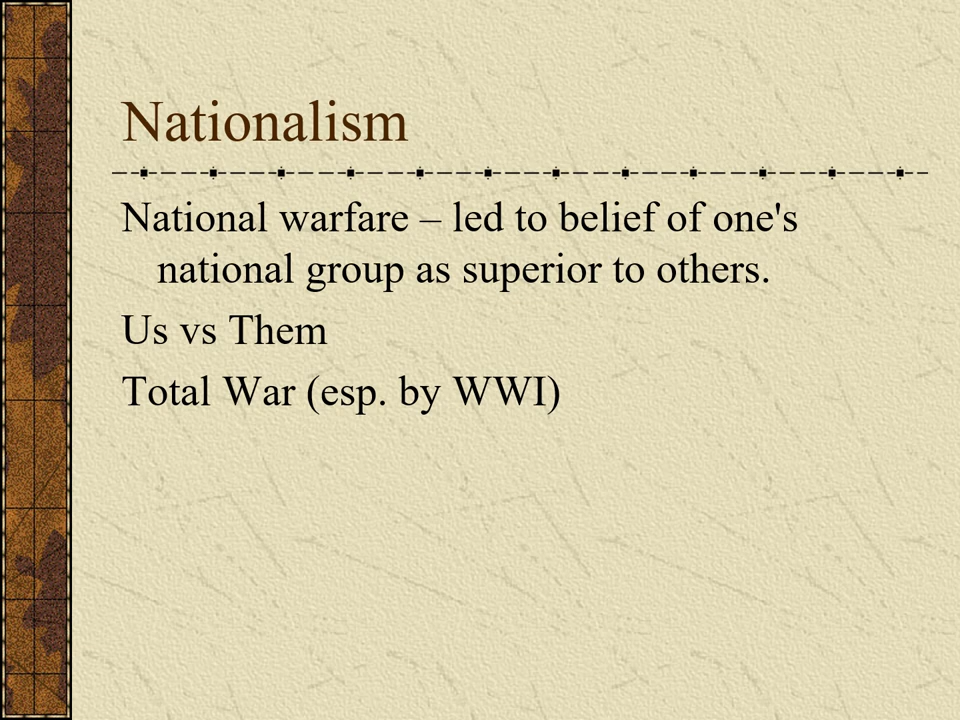 Nationalism
National warfare – led to belief of one's
national group as superior to others.
Us vs Them
Total War (esp. by WWI)